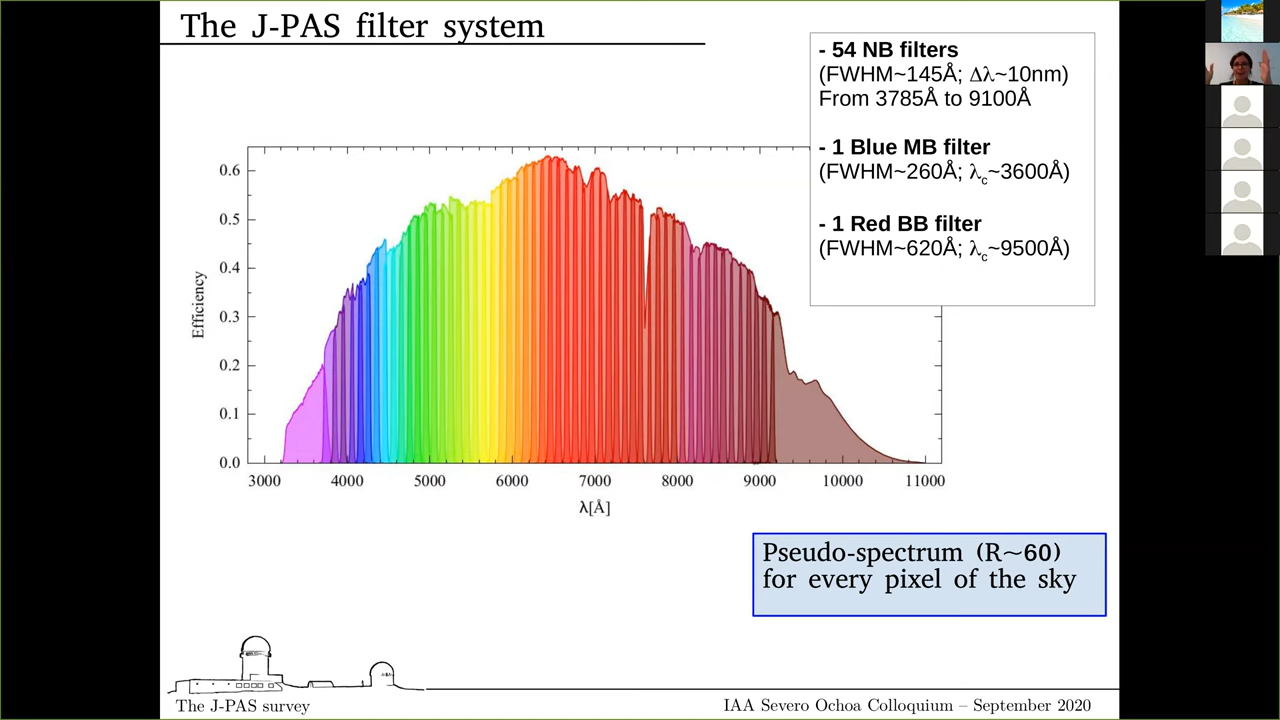 The J-PAS filter system
- 54 NB filters
(FWHM~145Å; Δλ~10nm)
From 3785Å to 9100Å
- 1 Blue MB filter
(FWHM~260Å; λc~3600Å)
- 1 Red BB filter
(FWHM~620Å; λc~9500Å)
0.6
0.5
0.4
0.3
0.2
0.1
0.0
Efficiency
3000 4000 5000 6000 7000 8000 9000 10000 11000
λ[Å]
Pseudo-spectrum (R~60)
for every pixel of the sky
The J-PAS survey
IAA Severo Ochoa Colloquium – September 2020